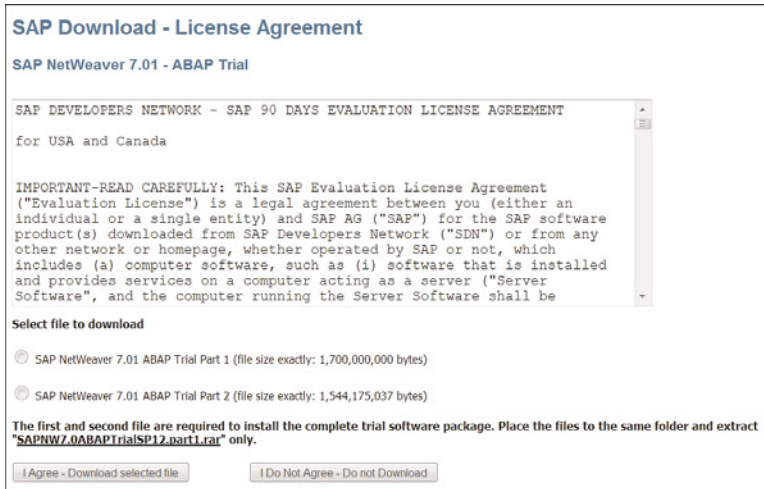 SAP Download - License Agreement
SAP NetWeaver 7.01 - ABAP Trial
SAP DEVELOPERS NETWORK - SAP 90 DAYS EVALUATION LICENSE AGREEMENT
for USA and Canada
IMPORTANT-READ CAREFULLY: This SAP Evaluation License Agreement
("Evaluation License") is a legal agreement between you (either an
individual or a single entity) and SAP AG ("SAP") for the SAP software
product(s) downloaded from SAP Developers Network ("SDN") or from any
other network or homepage, whether operated by SAP or not, which
includes (a) computer software, such as (i) software that is installed
and provides services on a computer acting as a server ("Server
Software", and the computer running the Server Software shall be
Select file to download
SAP NetWeaver 7.01 ABAP Trial Part 1 (file size exactly: 1,700,000,000 bytes)
SAP NetWeaver 7.01 ABAP Trial Part 2 (file size exactly: 1,544,175,037 bytes)
The first and second file are required to install the complete trial software package. Place the files to the same folder and extract
"SAPNW7.0ABAPTrialSP12.part1.rar" only.
I Agree - Download selected file
I Do Not Agree - Do not Download